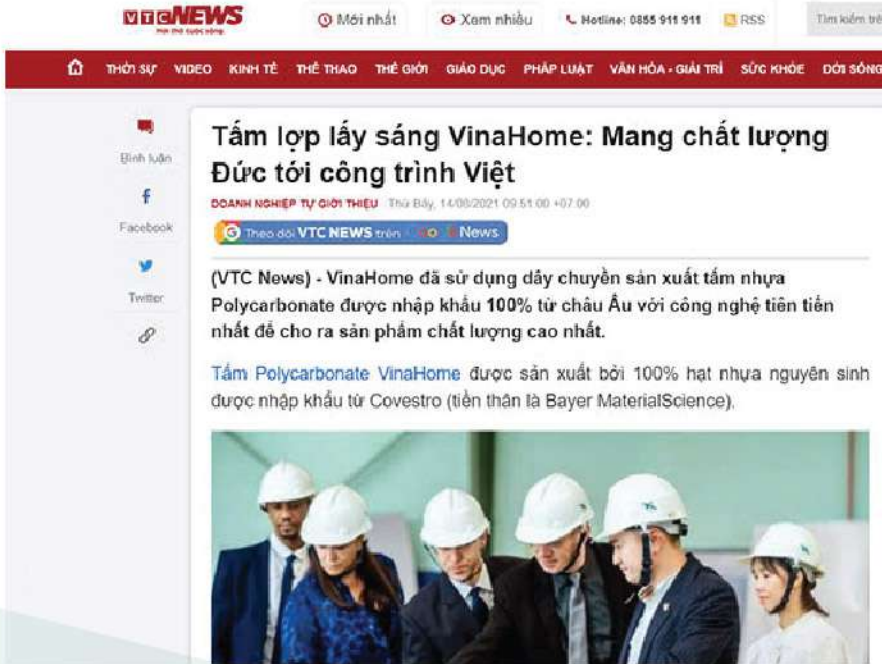 VTC NEWS
Mới nhất
Xem nhiều
Hotline: 0855 911 911
RSS
Tìm kiếm
THỜI SỰ VIDEO KINH TẾ THỂ THAO THẾ GIỚI GIÁO DỤC PHÁP LUẬT VĂN HÓA - GIẢI TRÍ SỨC KHỎE ĐỜI SỐNG
Bình luận
Facebook
Twitter
Tấm lợp lấy sáng VinaHome: Mang chất lượng
Đức tới công trình Việt
DOANH NGHIỆP TỰ GIỚI THIỆU Thứ Bảy, 14/08/2021 09:51:00 +07:00
Theo dõi VTC NEWS trên News
(VTC News) - VinaHome đã sử dụng dây chuyền sản xuất tấm nhựa
Polycarbonate được nhập khẩu 100% từ châu Âu với công nghệ tiên tiến
nhất để cho ra sản phẩm chất lượng cao nhất.
Tấm Polycarbonate VinaHome được sản xuất bởi 100% hạt nhựa nguyên sinh
được nhập khẩu từ Covestro (tiền thân là Bayer MaterialScience).